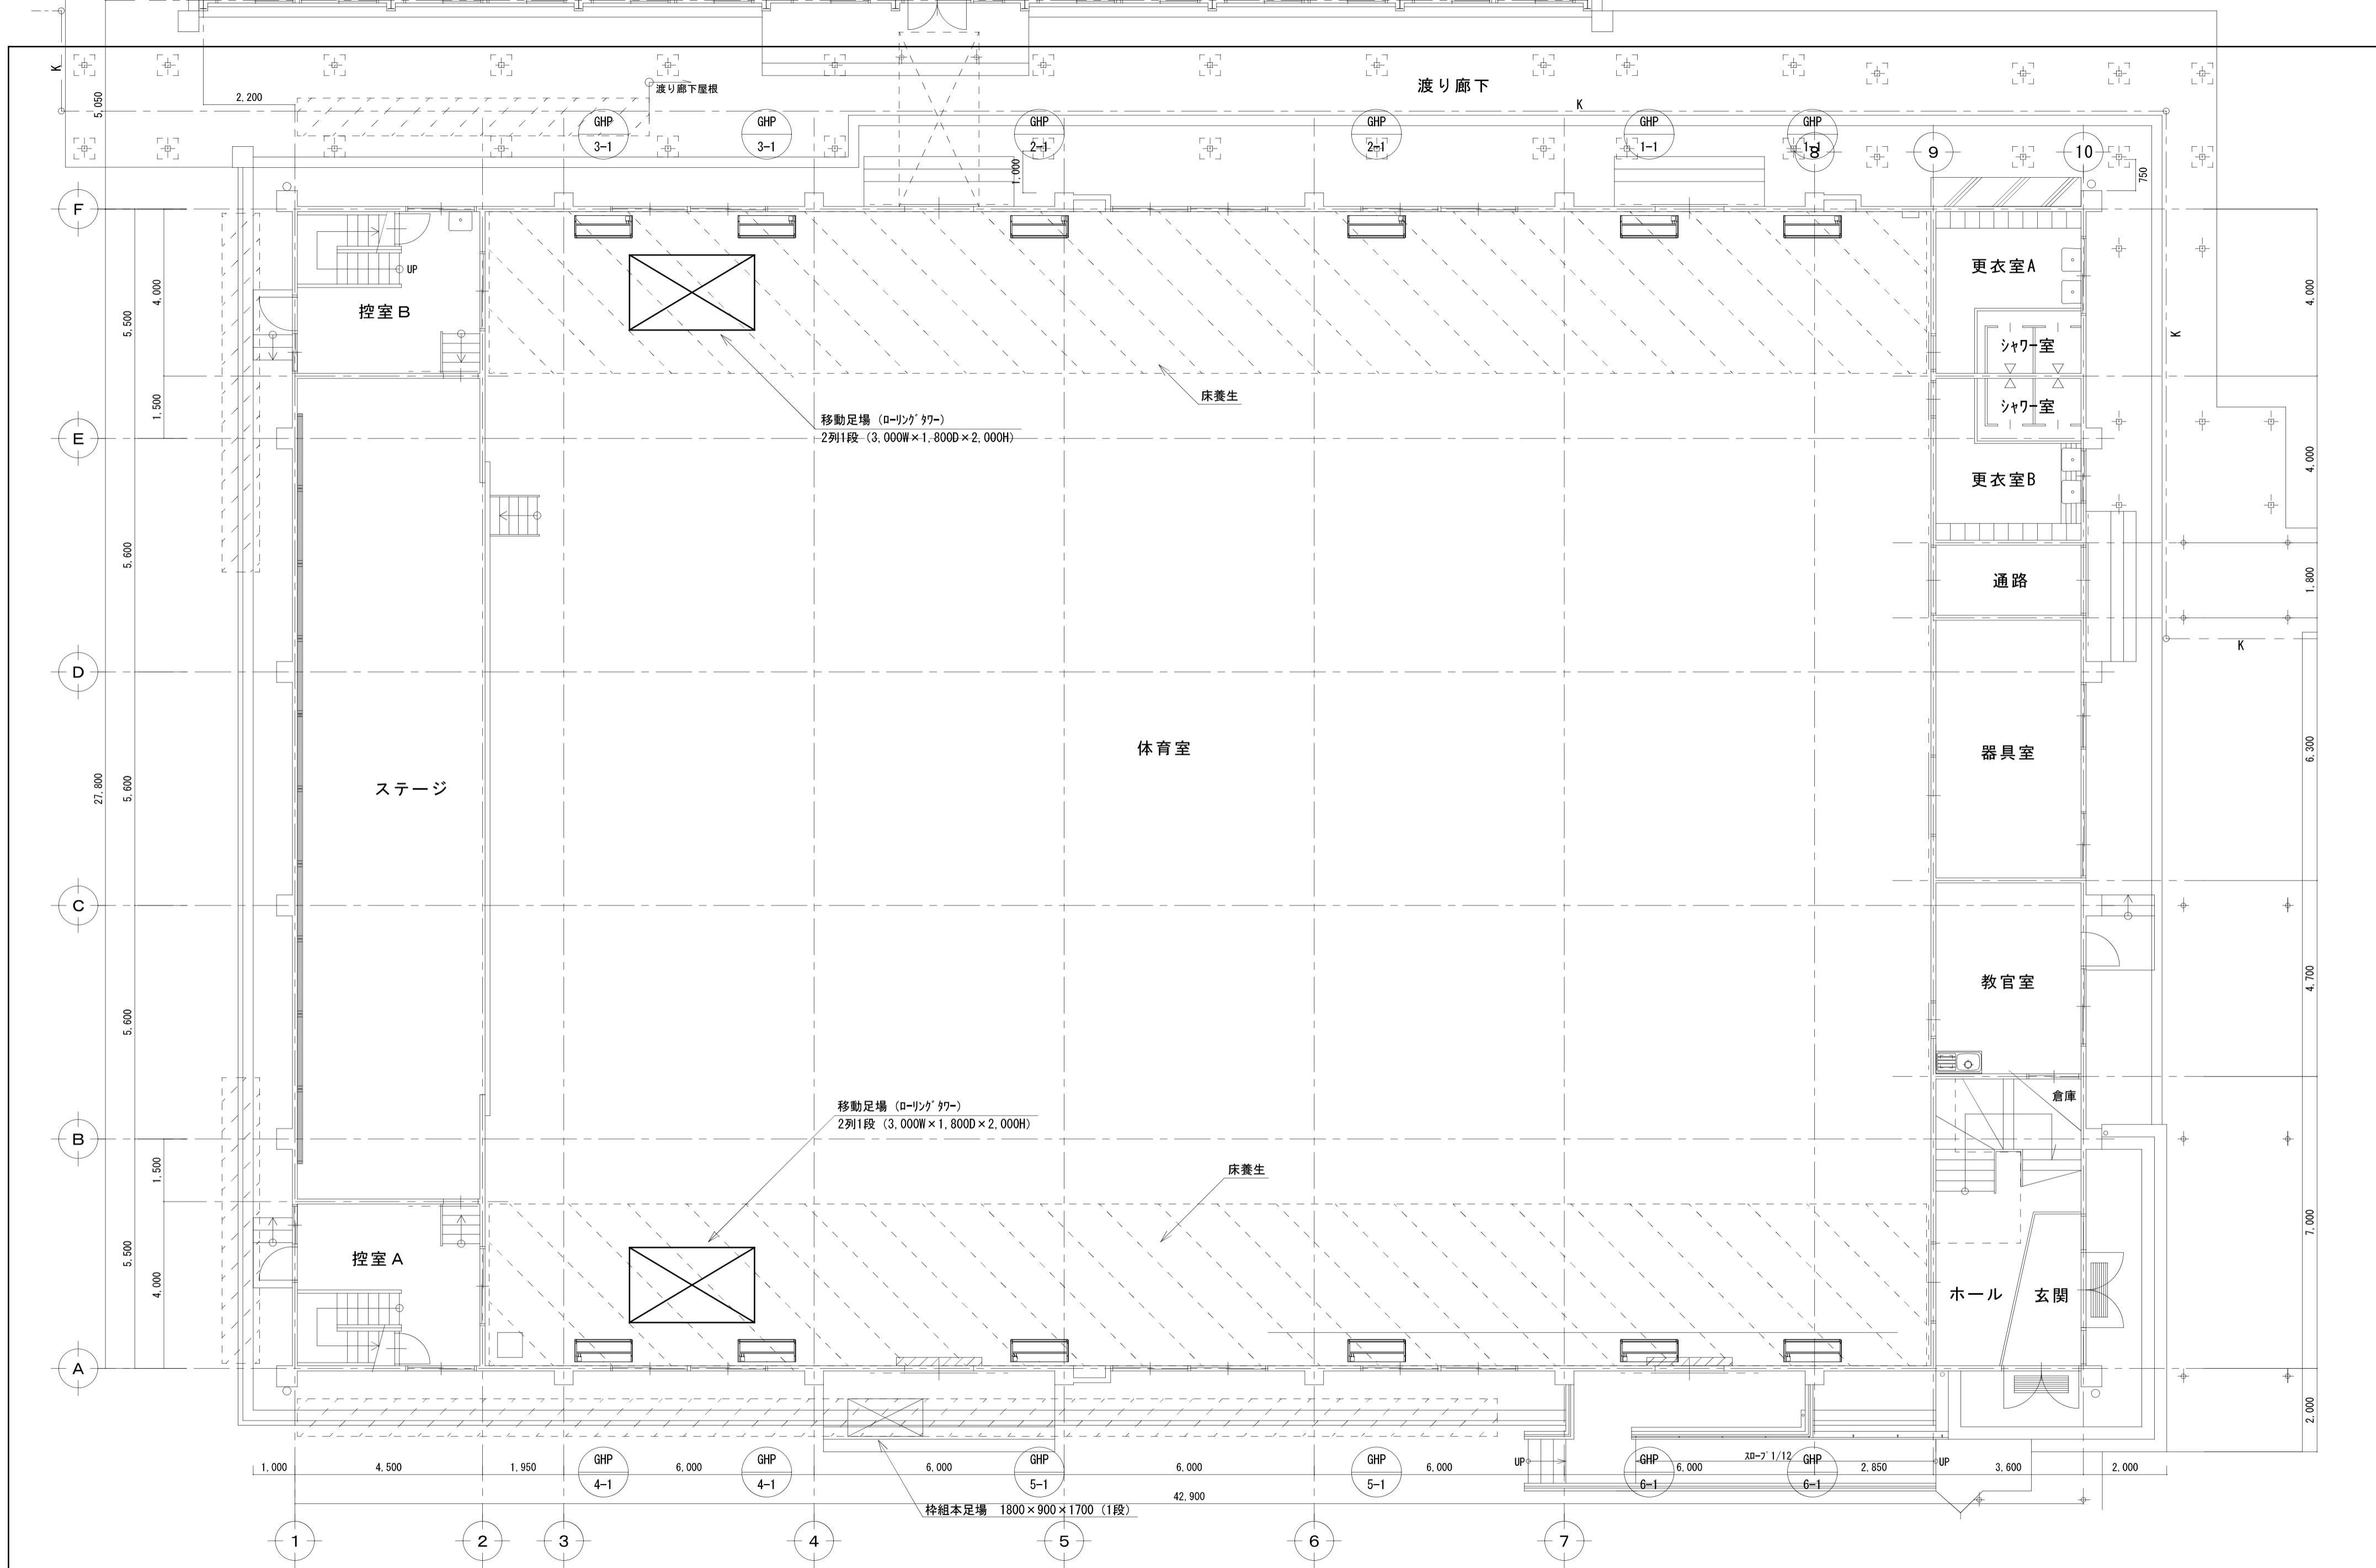 K
5,050
2,200
渡り廊下屋根
渡り廊下
K
GHP
3-1
GHP
3-1
GHP
2-1
GHP
2-1
GHP
1-1
GHP
1-1
8
9
10
1,000
750
F
UP
控室B
更衣室A
シャワー室
シャワー室
更衣室B
K
4,000
5,500
1,500
4,000
床養生
移動足場 (ローリングタワー)
2列1段 (3,000W×1,800D×2,000H)
E
4,000
5,600
通路
1,800
K
D
体育室
器具室
6,300
27,800
5,600
ステージ
C
教官室
4,700
5,600
倉庫
移動足場 (ローリングタワー)
2列1段 (3,000W×1,800D×2,000H)
B
床養生
1,500
5,500
4,000
控室A
ホール
玄関
7,000
A
2,000
1,000
4,500
1,950
GHP
4-1
6,000
GHP
4-1
6,000
GHP
5-1
6,000
GHP
5-1
6,000
UP
GHP
6-1
6,000
スロープ1/12
GHP
6-1
2,850
UP
3,600
2,000
42,900
枠組本足場 1800×900×1700 (1段)
1
2
3
4
5
6
7